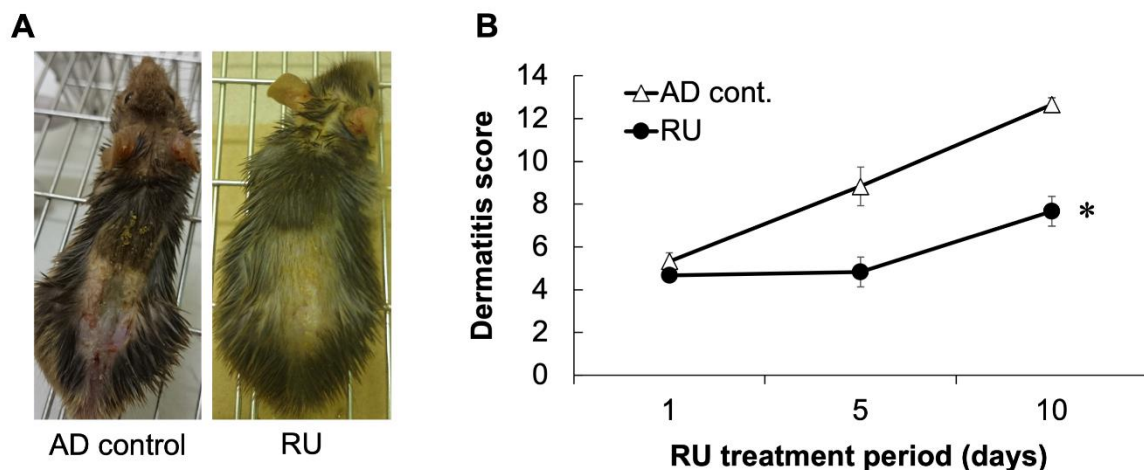 A
AD control
RU
B
Dermatitis score
14
12
10
8
6
4
2
0
AD cont.
RU
*
1 5 10
RU treatment period (days)